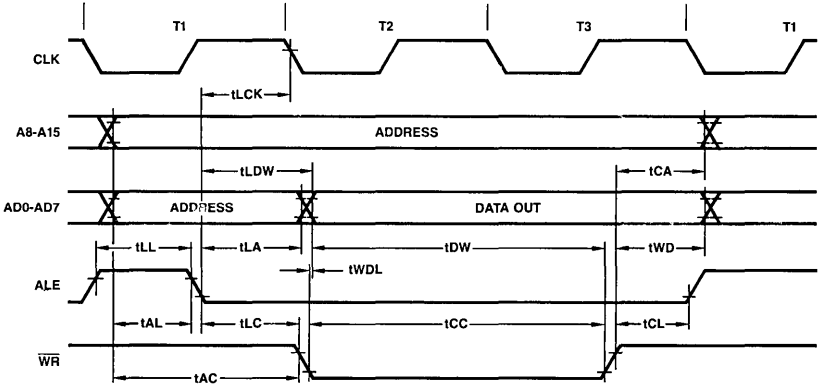 T1 T2 T3 T1
CLK
tLCK
A8-A15 ADDRESS
tLDW tCA
AD0-AD7 ADDRESS DATA OUT
tLL tLA tDW tWD
tWDL
ALE
tAL tLC tCC tCL
WR
tAC